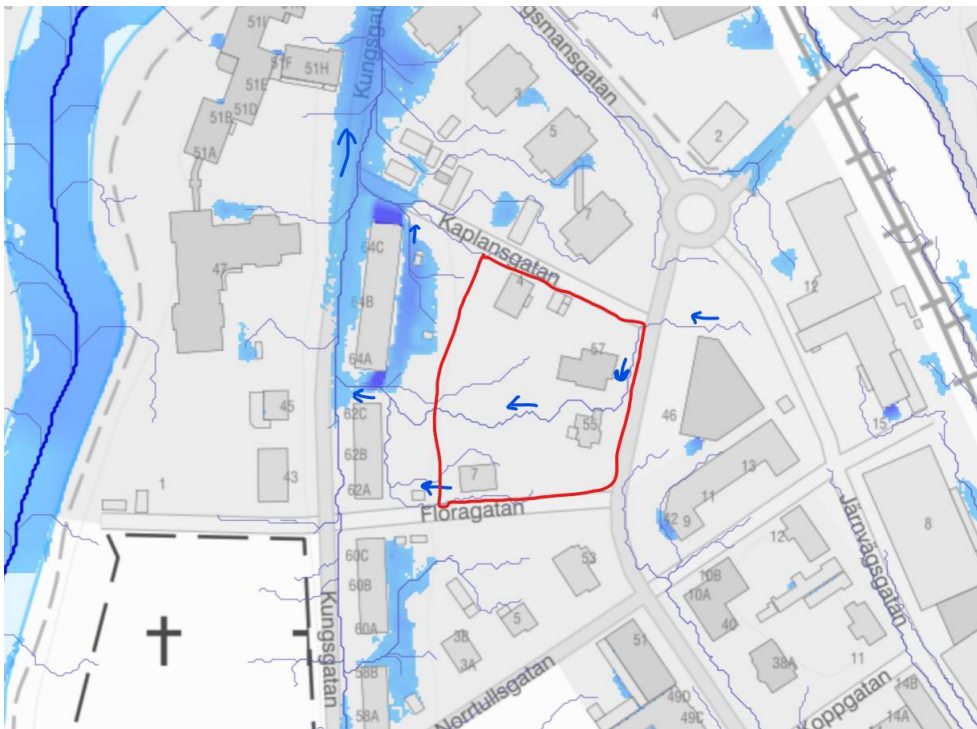 51I
51F
51H
51E
51D
51B
51A
Kungsgatan
1
gsmansgatan
4
3
5
2
7
47
64C
64B
64A
Kaplansgatan
4
57
55
12
46
15
45
43
1
62C
62B
62A
7
Floragatan
13
11
9
42
Järnvägsgatan
8
Kungsgatan
60C
60B
60A
58B
58A
3B
3A
5
53
Norrtullsgatan
51
49D
49C
10B
10A
40
12
11
38A
Koppgatan
14B
14A